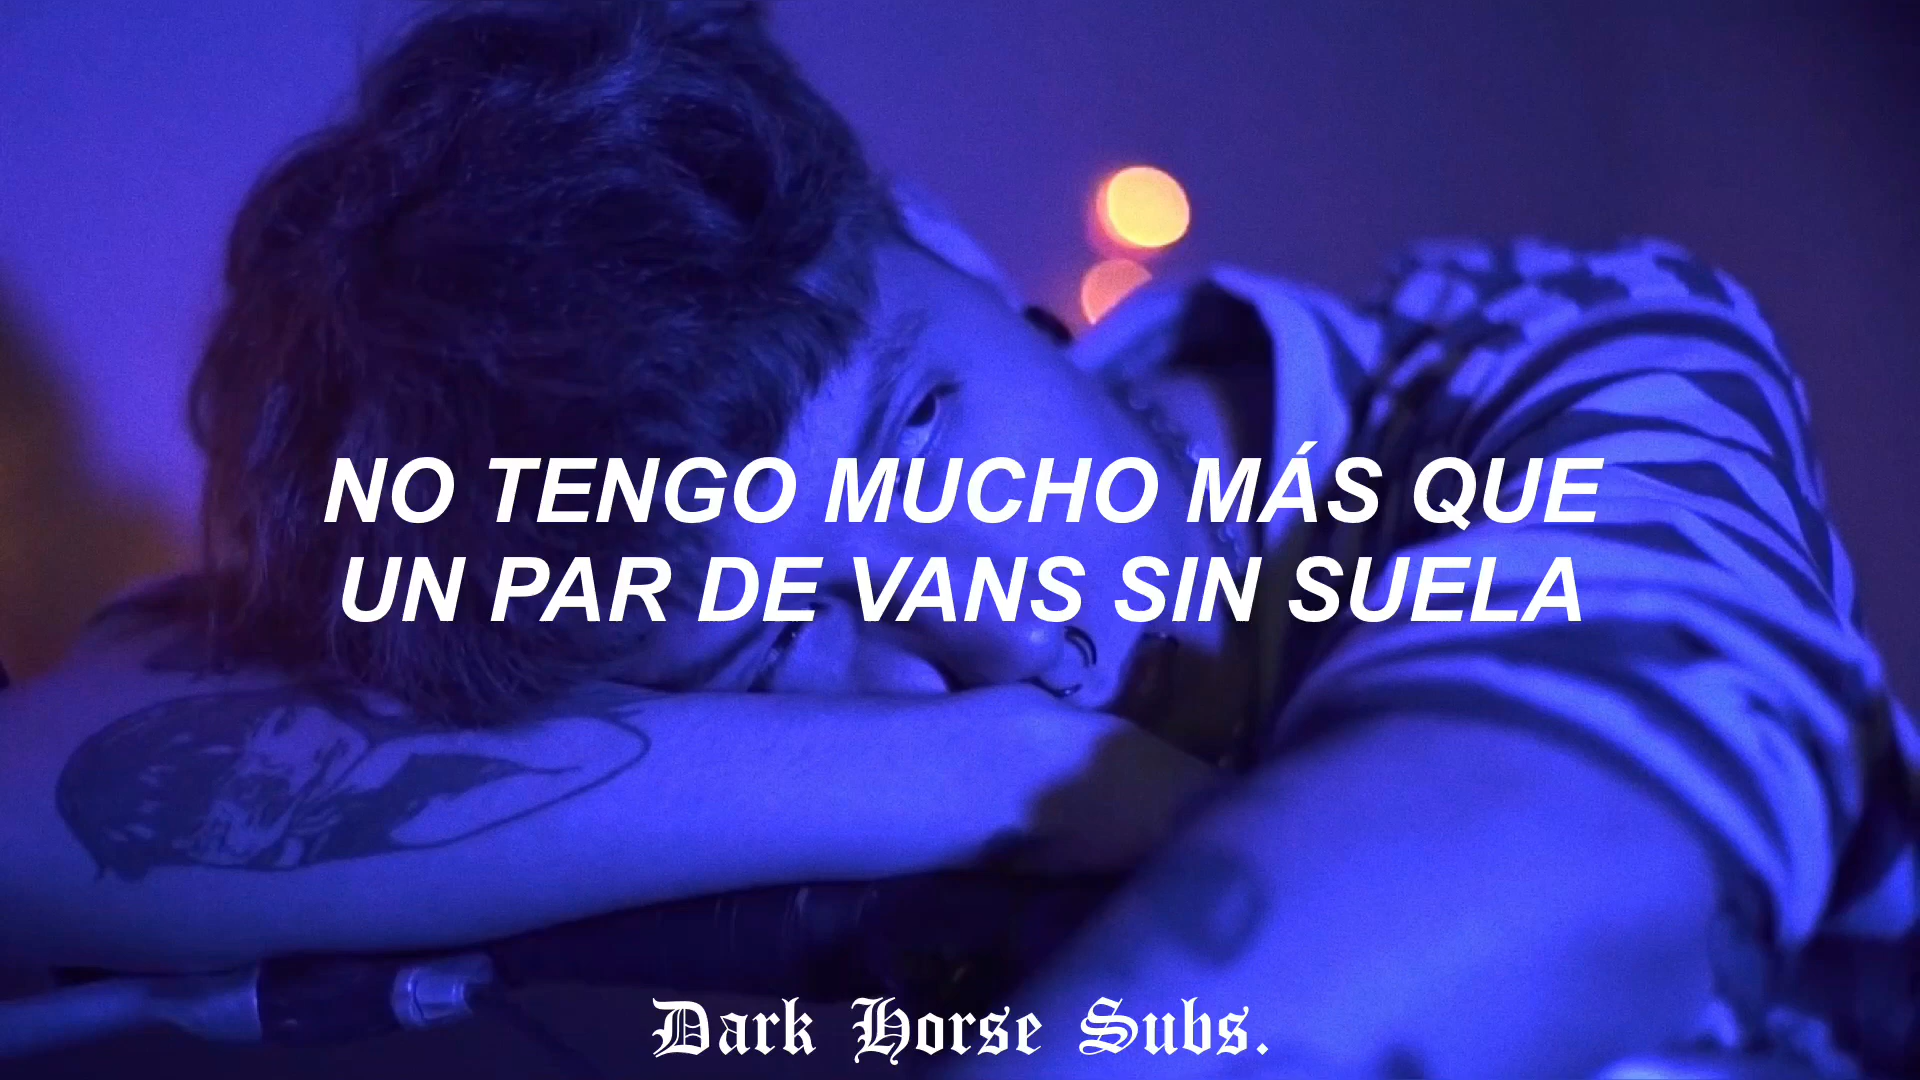 NO TENGO MUCHO MÁS QUE
UN PAR DE VANS SIN SUELA
Dark Horse Subs.